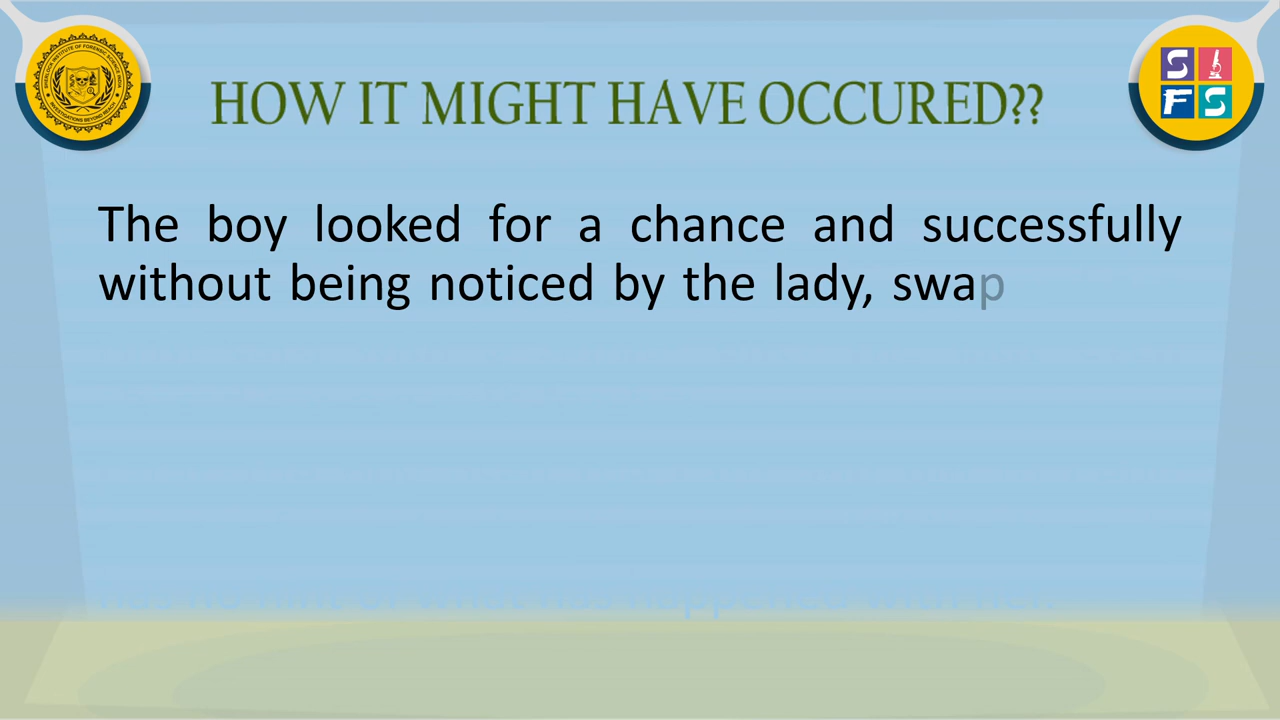 HOW IT MIGHT HAVE OCCURED??
The boy looked for a chance and successfully
without being noticed by the lady, swap
S I
F S